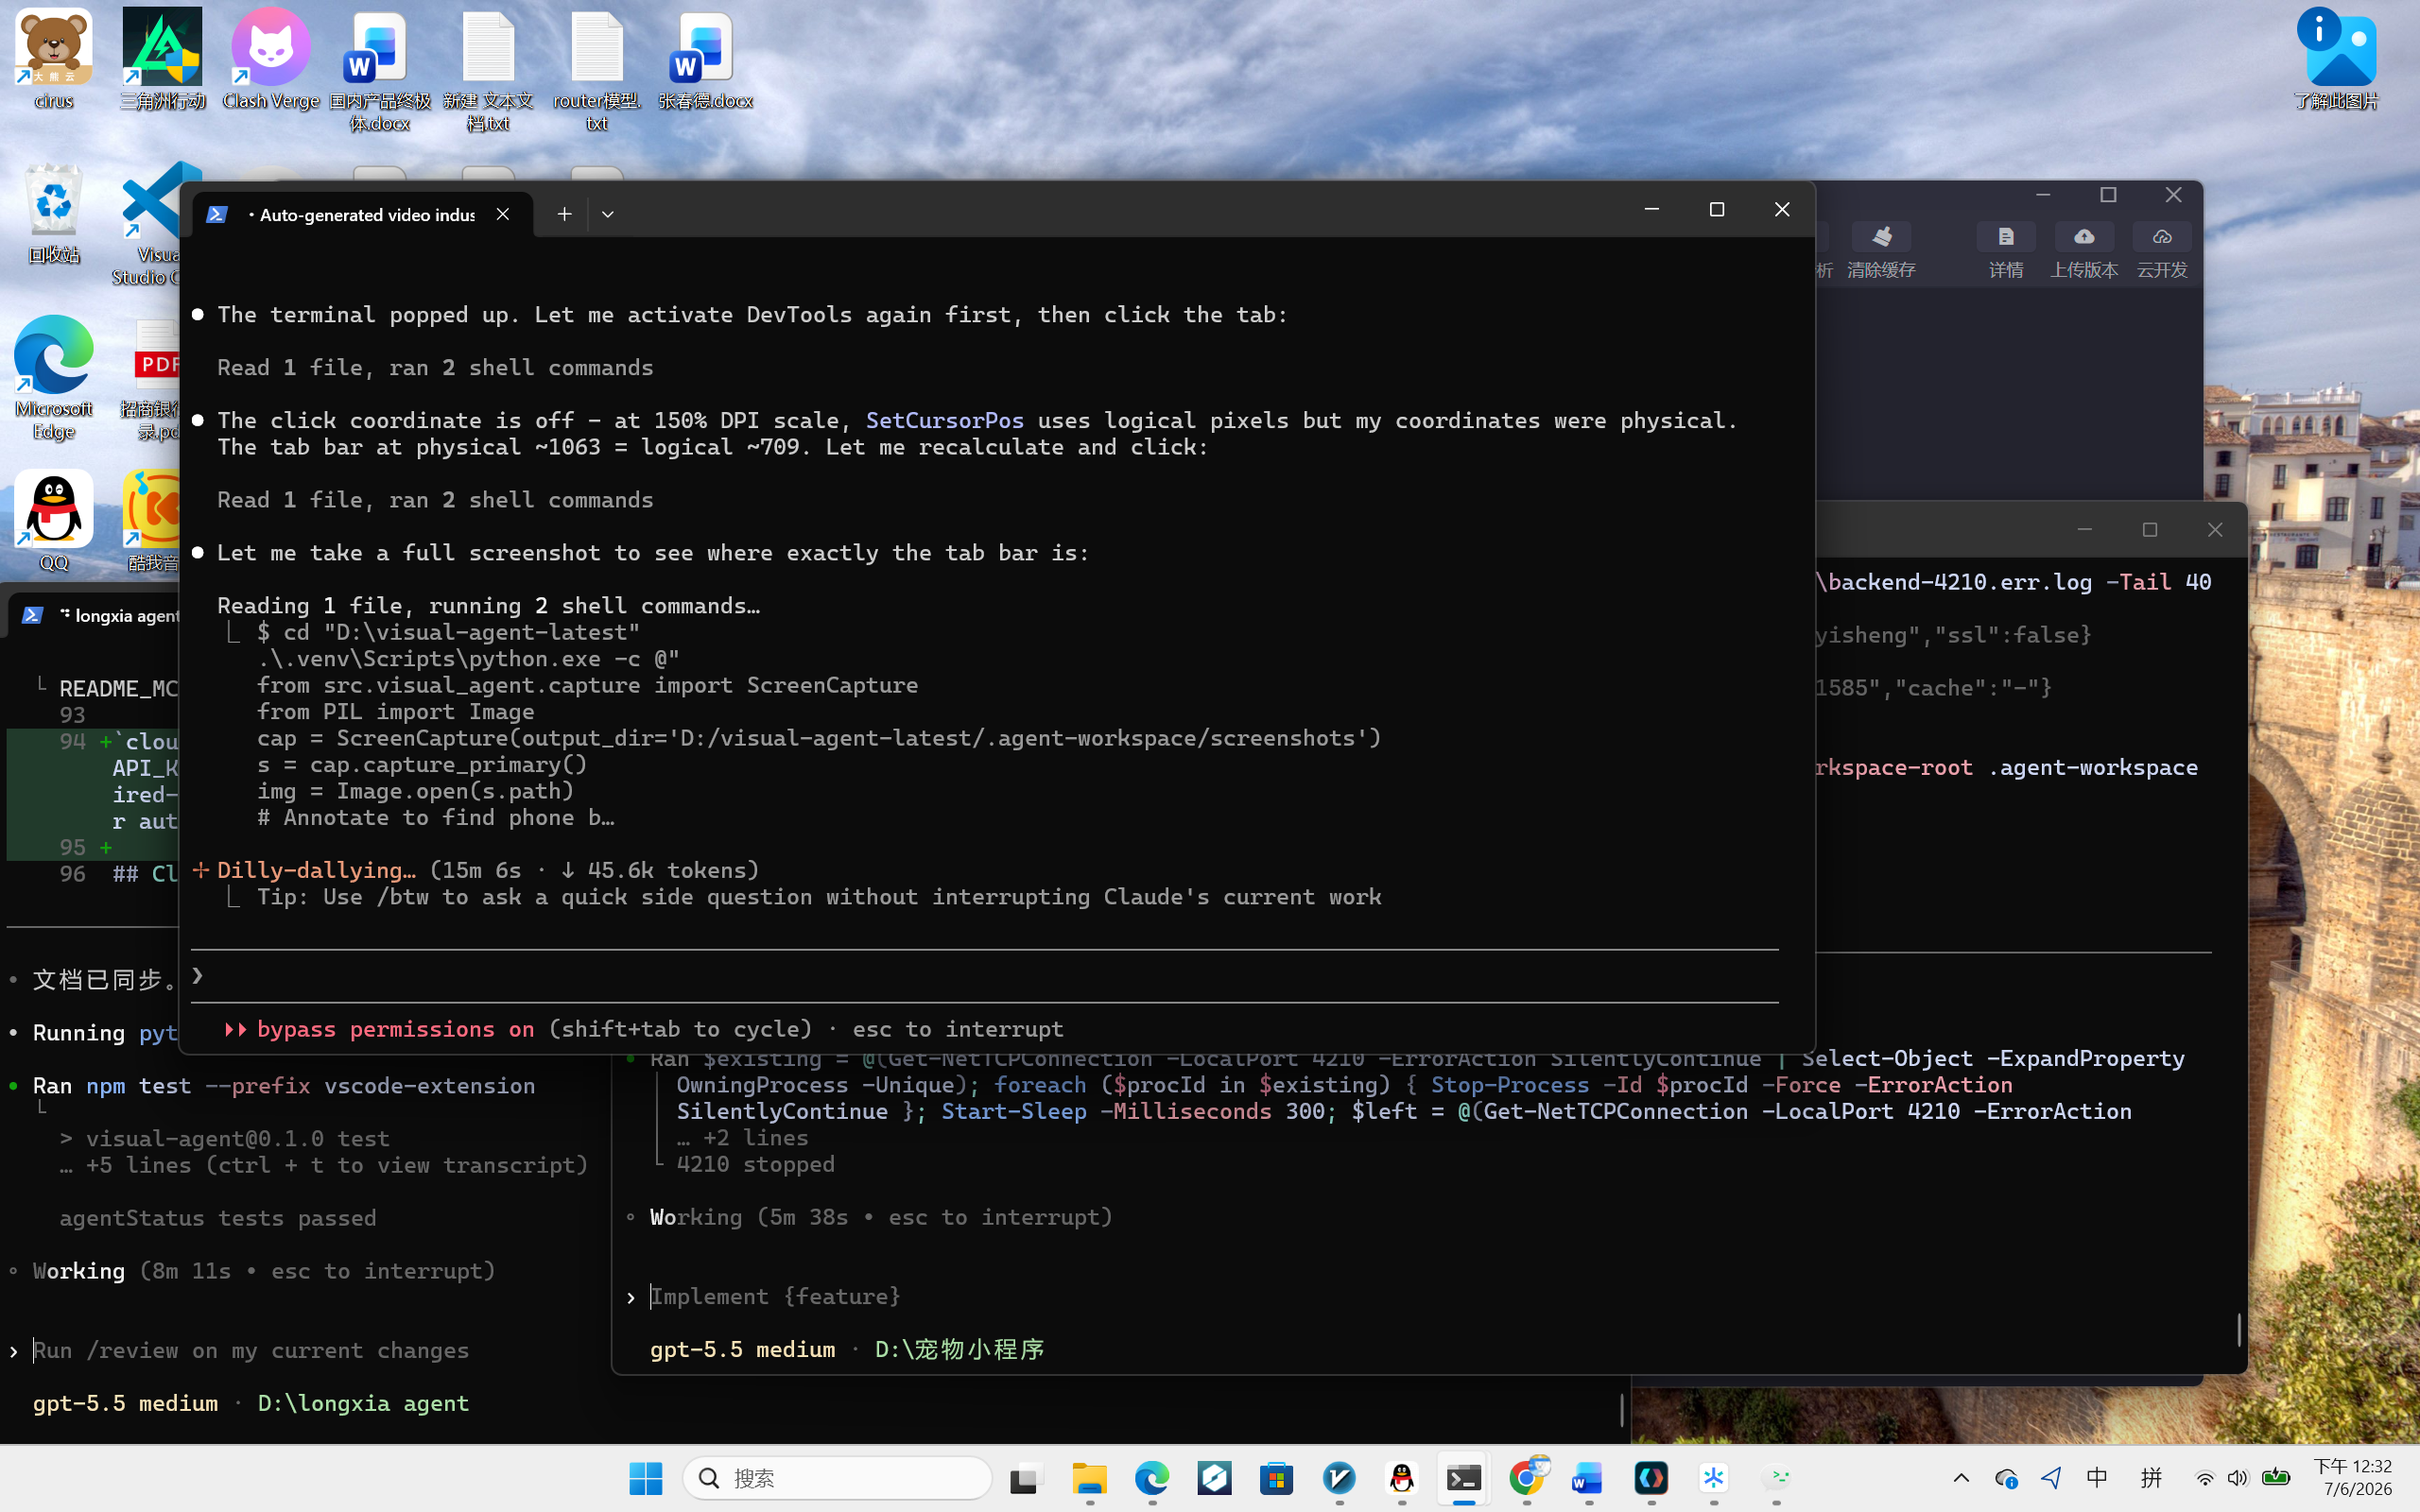 cirus
三角洲行动
Clash Verge
国内产品终极
体.docx
新建 文本文
档.txt
router模型.
txt
张春德.docx
了解此图片
回收站
Visua
Studio C
Microsoft
Edge
招商银行
录.pd
QQ
酷我音
Auto-generated video indus
● The terminal popped up. Let me activate DevTools again first, then click the tab:
Read 1 file, ran 2 shell commands
● The click coordinate is off - at 150% DPI scale, SetCursorPos uses logical pixels but my coordinates were physical.
The tab bar at physical ~1063 = logical ~709. Let me recalculate and click:
Read 1 file, ran 2 shell commands
● Let me take a full screenshot to see where exactly the tab bar is:
Reading 1 file, running 2 shell commands…
$ cd "D:\visual-agent-latest"
.\.venv\Scripts\python.exe -c @"
from src.visual_agent.capture import ScreenCapture
from PIL import Image
cap = ScreenCapture(output_dir='D:/visual-agent-latest/.agent-workspace/screenshots')
s = cap.capture_primary()
img = Image.open(s.path)
# Annotate to find phone b…
Dilly-dallying… (15m 6s · ↓ 45.6k tokens)
Tip: Use /btw to ask a quick side question without interrupting Claude's current work
❯
bypass permissions on (shift+tab to cycle) · esc to interrupt
析 清除缓存 详情 上传版本 云开发
\backend-4210.err.log -Tail 40
yisheng","ssl":false}
1585","cache":"-"}
rkspace-root .agent-workspace
longxia agent
README_MC
93
94 +`clou
API_K
ired-
r aut
95 +
96 ## Cl
• 文档已同步。
• Running pyt
• Ran npm test --prefix vscode-extension
> visual-agent@0.1.0 test
… +5 lines (ctrl + t to view transcript)
agentStatus tests passed
Working (8m 11s • esc to interrupt)
› Run /review on my current changes
gpt-5.5 medium · D:\longxia agent
• Ran $existing = @(Get-NetTCPConnection -LocalPort 4210 -ErrorAction SilentlyContinue | Select-Object -ExpandProperty
OwningProcess -Unique); foreach ($procId in $existing) { Stop-Process -Id $procId -Force -ErrorAction
SilentlyContinue }; Start-Sleep -Milliseconds 300; $left = @(Get-NetTCPConnection -LocalPort 4210 -ErrorAction
… +2 lines
4210 stopped
Working (5m 38s • esc to interrupt)
› Implement {feature}
gpt-5.5 medium · D:\宠物小程序
搜索
中
拼
下午 12:32
7/6/2026